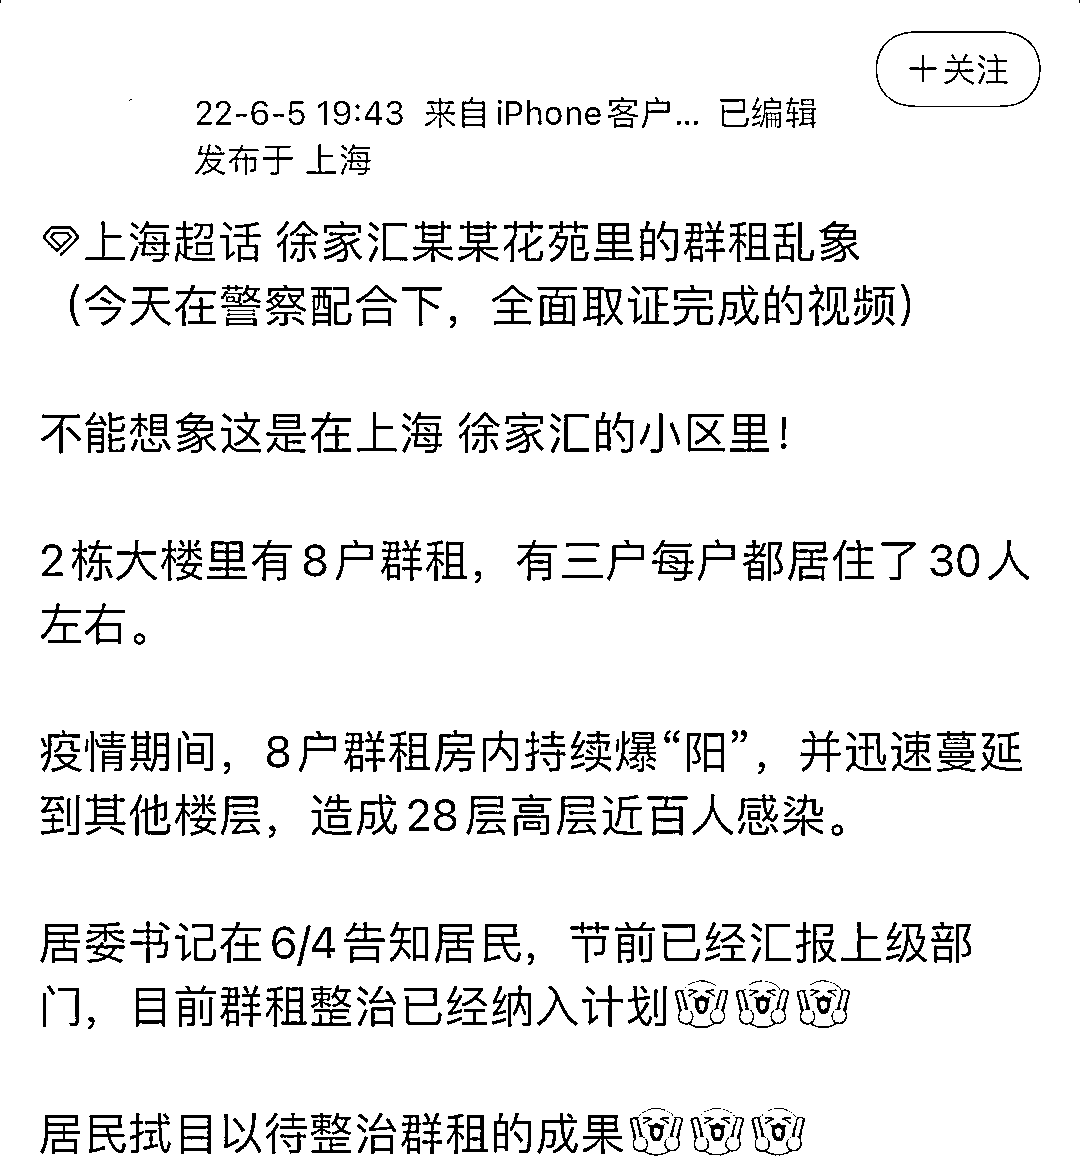 +关注
22-6-5 19:43 来自iPhone客户... 已编辑
发布于 上海
上海超话 徐家汇某某花苑里的群租乱象
（今天在警察配合下，全面取证完成的视频）
不能想象这是在上海 徐家汇的小区里！
2栋大楼里有8户群租，有三户每户都居住了30人
左右。
疫情期间，8户群租房内持续爆“阳”，并迅速蔓延
到其他楼层，造成28层高层近百人感染。
居委书记在6/4告知居民，节前已经汇报上级部
门，目前群租整治已经纳入计划
居民拭目以待整治群租的成果